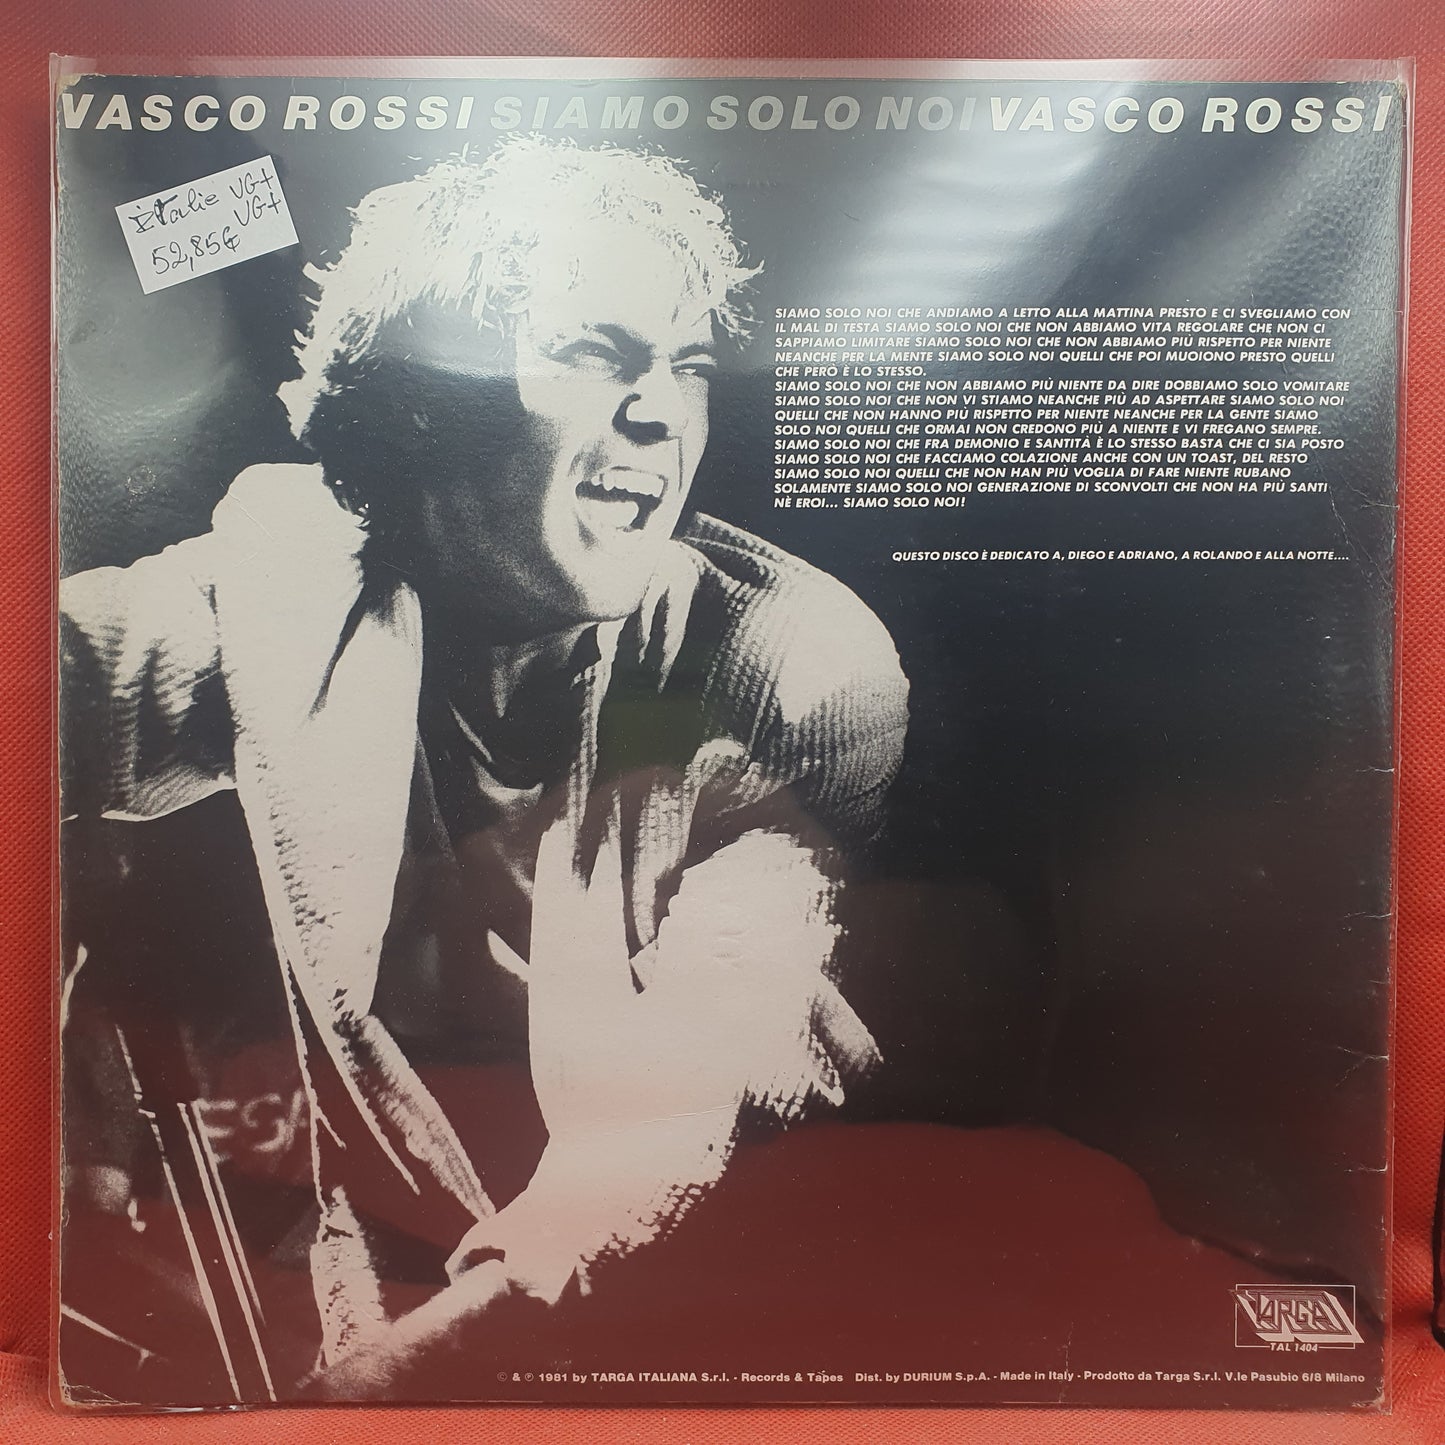 VASCO ROSSI SIAMO SOLO NOI VASCO ROSSI
Italie VG+
VG+
52,85€
SIAMO SOLO NOI CHE ANDIAMO A LETTO ALLA MATTINA PRESTO E CI SVEGLIAMO CON
IL MAL DI TESTA SIAMO SOLO NOI CHE NON ABBIAMO VITA REGOLARE CHE NON CI
SAPPIAMO LIMITARE SIAMO SOLO NOI CHE NON ABBIAMO PIÙ RISPETTO PER NIENTE
NEANCHE PER LA MENTE SIAMO SOLO NOI QUELLI CHE POI MUOIONO PRESTO QUELLI
CHE PERÒ È LO STESSO.
SIAMO SOLO NOI CHE NON ABBIAMO PIÙ NIENTE DA DIRE DOBBIAMO SOLO VOMITARE
SIAMO SOLO NOI CHE NON VI STIAMO NEANCHE PIÙ AD ASPETTARE SIAMO SOLO NOI
QUELLI CHE NON HANNO PIÙ RISPETTO PER NIENTE NEANCHE PER LA GENTE SIAMO
SOLO NOI QUELLI CHE ORMAI NON CREDONO PIÙ A NIENTE E VI FREGANO SEMPRE.
SIAMO SOLO NOI CHE FRA DEMONIO E SANTITÀ È LO STESSO BASTA CHE CI SIA POSTO
SIAMO SOLO NOI CHE FACCIAMO COLAZIONE ANCHE CON UN TOAST, DEL RESTO
SIAMO SOLO NOI QUELLI CHE NON HAN PIÙ VOGLIA DI FARE NIENTE RUBANO
SOLAMENTE SIAMO SOLO NOI GENERAZIONE DI SCONVOLTI CHE NON HA PIÙ SANTI
NÈ EROI... SIAMO SOLO NOI!
QUESTO DISCO È DEDICATO A, DIEGO E ADRIANO, A ROLANDO E ALLA NOTTE....
TARGA
TAL 1404
© & ℗ 1981 by TARGA ITALIANA S.r.l. - Records & Tapes Dist. by DURIUM S.p.A. - Made in Italy - Prodotto da Targa S.r.l. V.le Pasubio 6/8 Milano